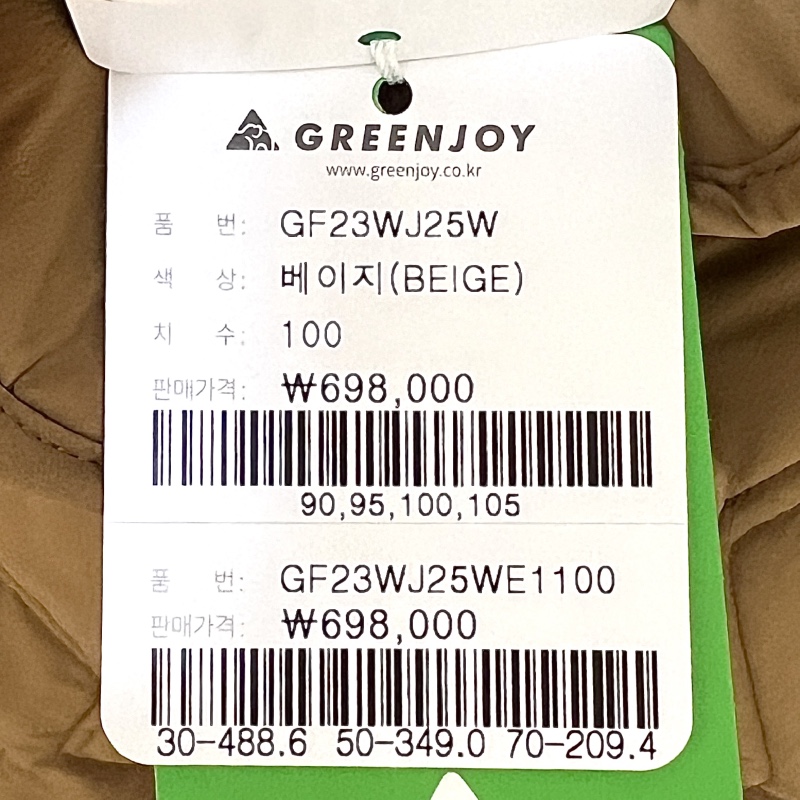 GREENJOY
www.greenjoy.co.kr
품 번: GF23WJ25W
색 상: 베이지(BEIGE)
치 수: 100
판매가격: ₩698,000
90,95,100,105
품 번: GF23WJ25WE1100
판매가격: ₩698,000
30-488.6 50-349.0 70-209.4